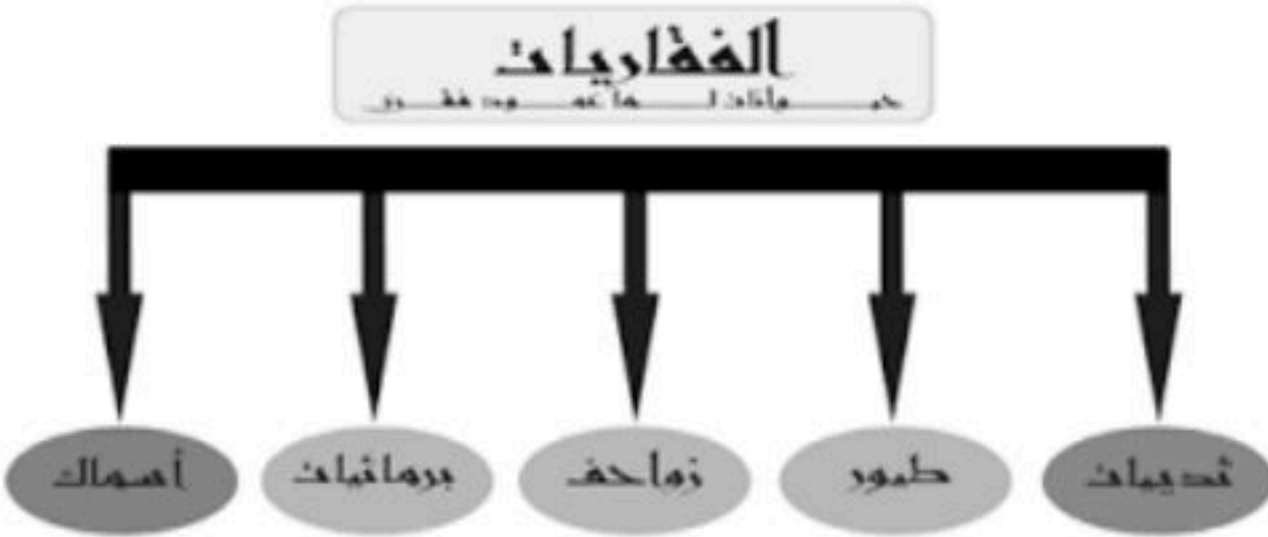 الفقاريات
حيوانات لها عمود فقري
ثدييات
طيور
زواحف
برمائيات
أسماك